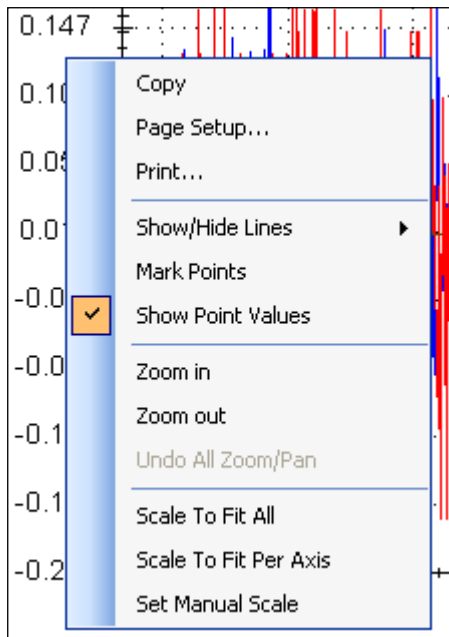 0.147
Copy
Page Setup...
Print...
Show/Hide Lines
Mark Points
Show Point Values
Zoom in
Zoom out
Undo All Zoom/Pan
Scale To Fit All
Scale To Fit Per Axis
Set Manual Scale